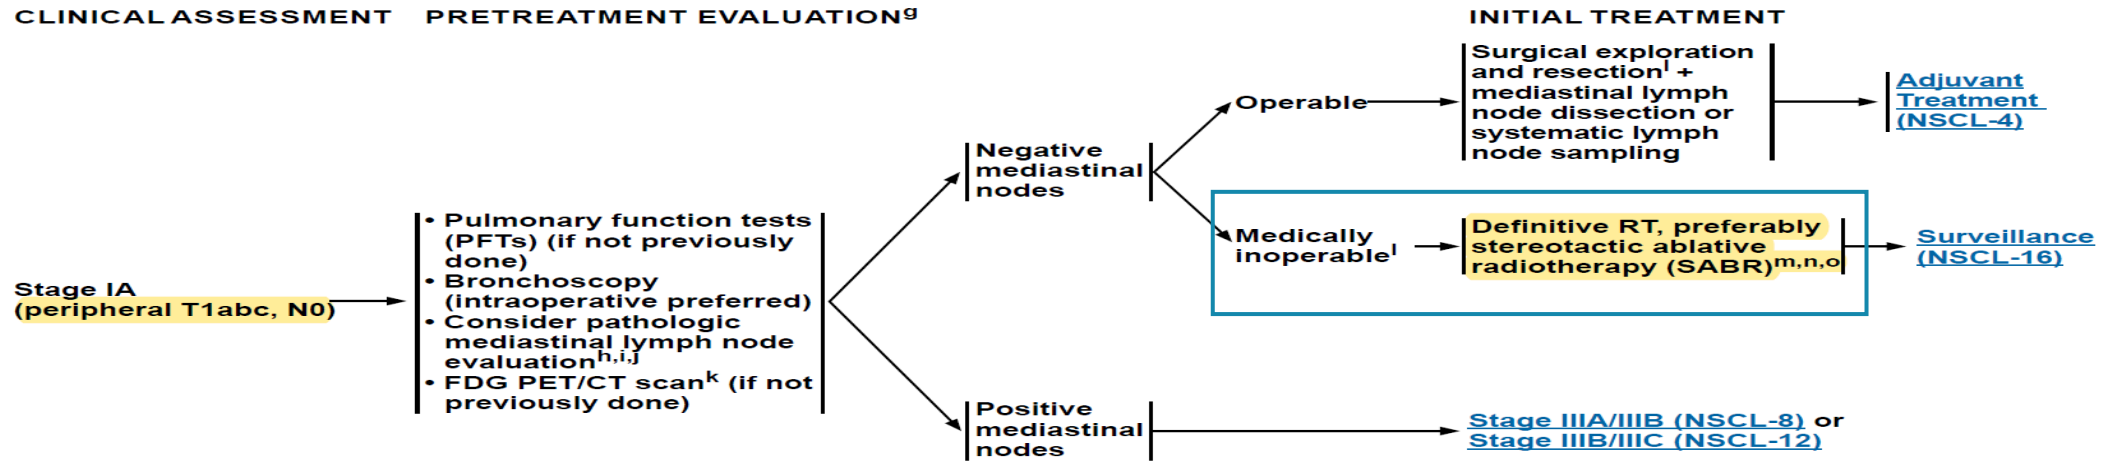 CLINICAL ASSESSMENT
PRETREATMENT EVALUATIONg
INITIAL TREATMENT
Stage IA
(peripheral T1abc, N0)
• Pulmonary function tests
(PFTs) (if not previously
done)
• Bronchoscopy
(intraoperative preferred)
• Consider pathologic
mediastinal lymph node
evaluationh,i,j
• FDG PET/CT scank (if not
previously done)
Negative
mediastinal
nodes
Operable
Surgical exploration
and resectionl +
mediastinal lymph
node dissection or
systematic lymph
node sampling
Adjuvant
Treatment
(NSCL-4)
Medically
inoperablel
Definitive RT, preferably
stereotactic ablative
radiotherapy (SABR)m,n,o
Surveillance
(NSCL-16)
Positive
mediastinal
nodes
Stage IIIA/IIIB (NSCL-8) or
Stage IIIB/IIIC (NSCL-12)